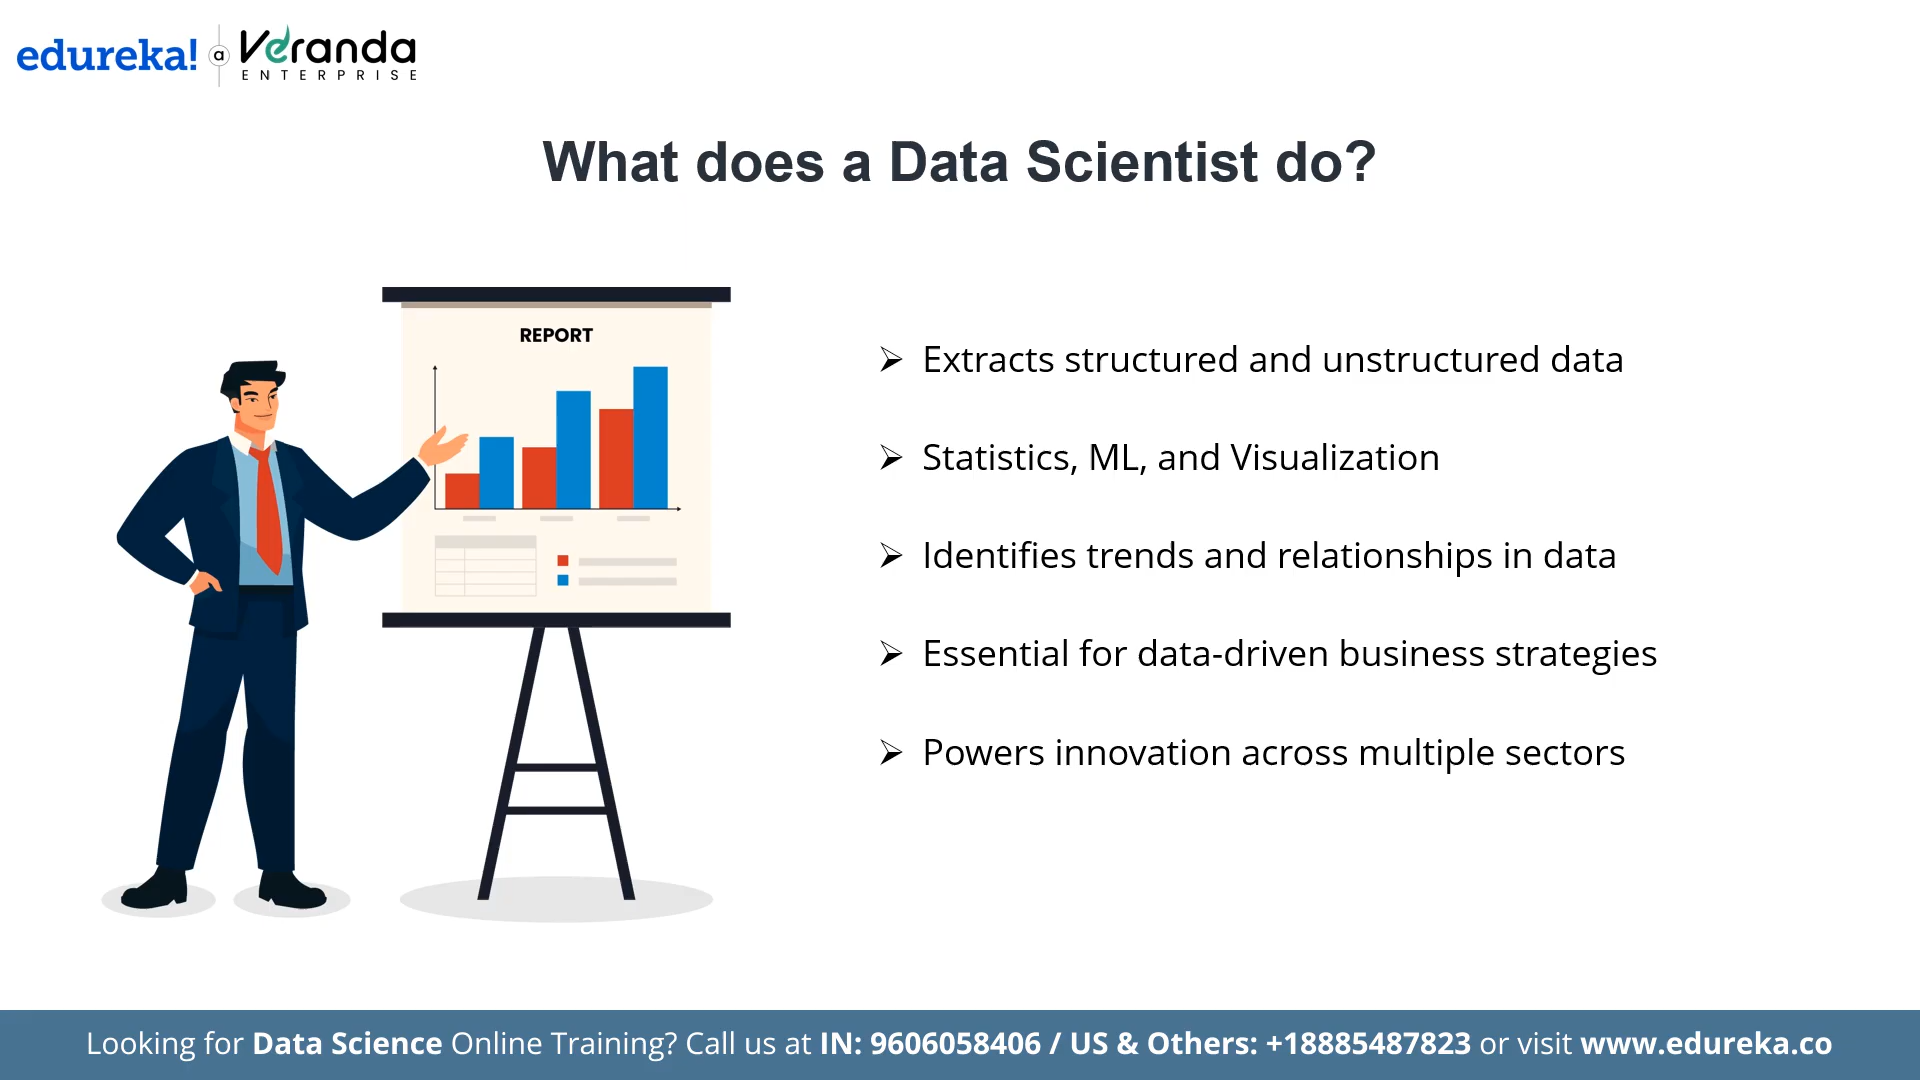 edureka! a Veranda
ENTERPRISE
What does a Data Scientist do?
REPORT
➢ Extracts structured and unstructured data
➢ Statistics, ML, and Visualization
➢ Identifies trends and relationships in data
➢ Essential for data-driven business strategies
➢ Powers innovation across multiple sectors
Looking for Data Science Online Training? Call us at IN: 9606058406 / US & Others: +18885487823 or visit www.edureka.co